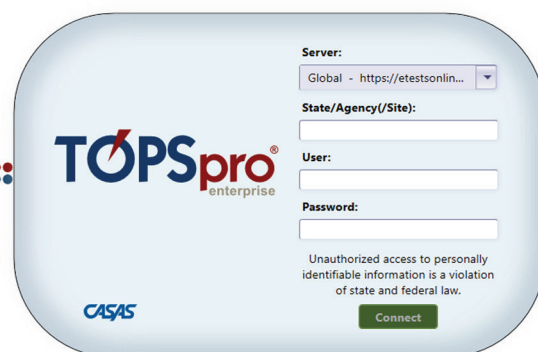 Server:
Global - https://etestsonlin...
State/Agency(/Site):
TOPSpro®
enterprise
User:
Password:
Unauthorized access to personally
identifiable information is a violation
of state and federal law.
CASAS
Connect